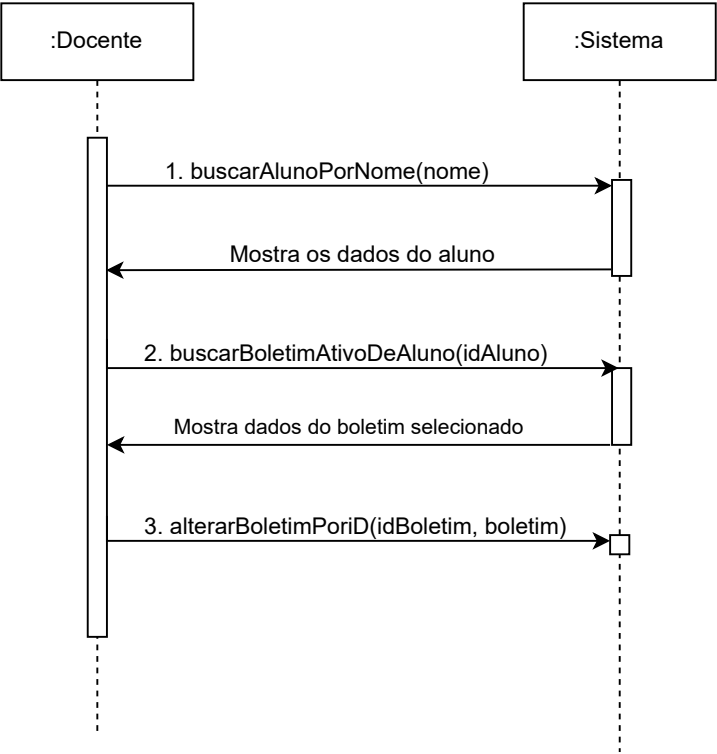 :Docente
:Sistema
1. buscarAlunoPorNome(nome)
Mostra os dados do aluno
2. buscarBoletimAtivoDeAluno(idAluno)
Mostra dados do boletim selecionado
3. alterarBoletimPoriD(idBoletim, boletim)